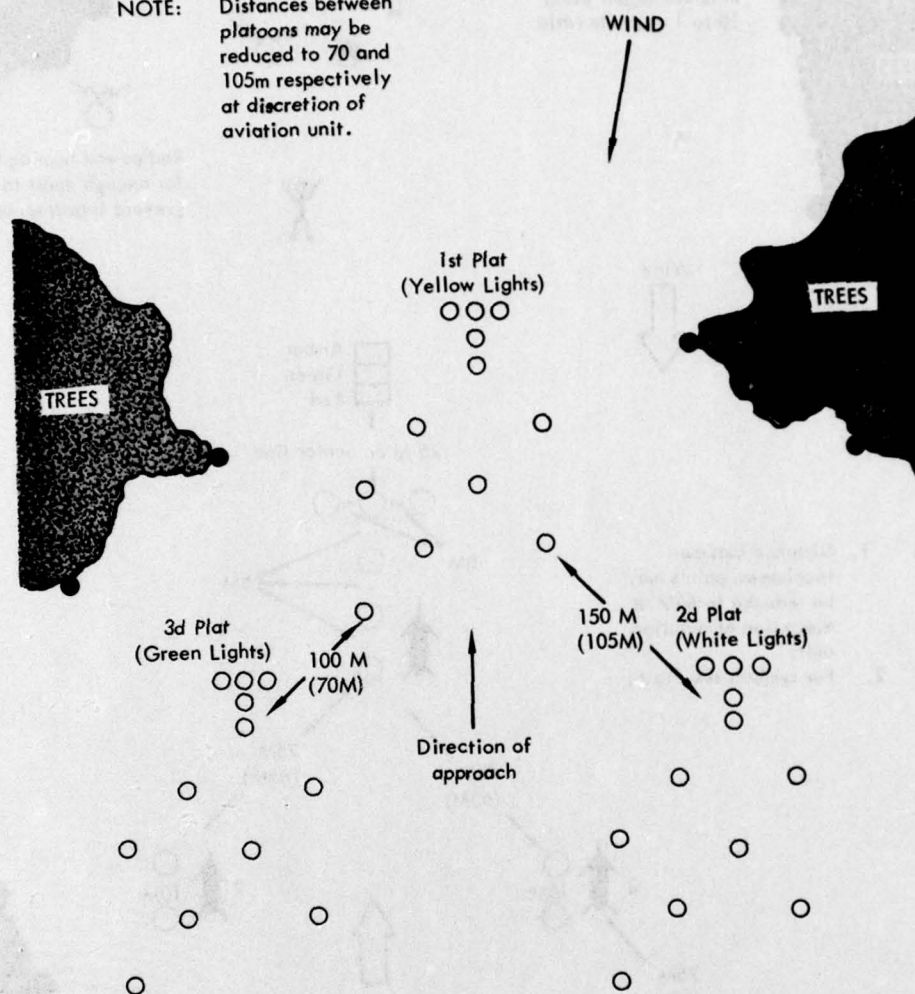 NOTE: Distances between
platoons may be
reduced to 70 and
105m respectively
at discretion of
aviation unit.
WIND
1st Plat
(Yellow Lights)
TREES
TREES
3d Plat
(Green Lights)
100 M
(70M)
150 M
(105M)
2d Plat
(White Lights)
Direction of
approach